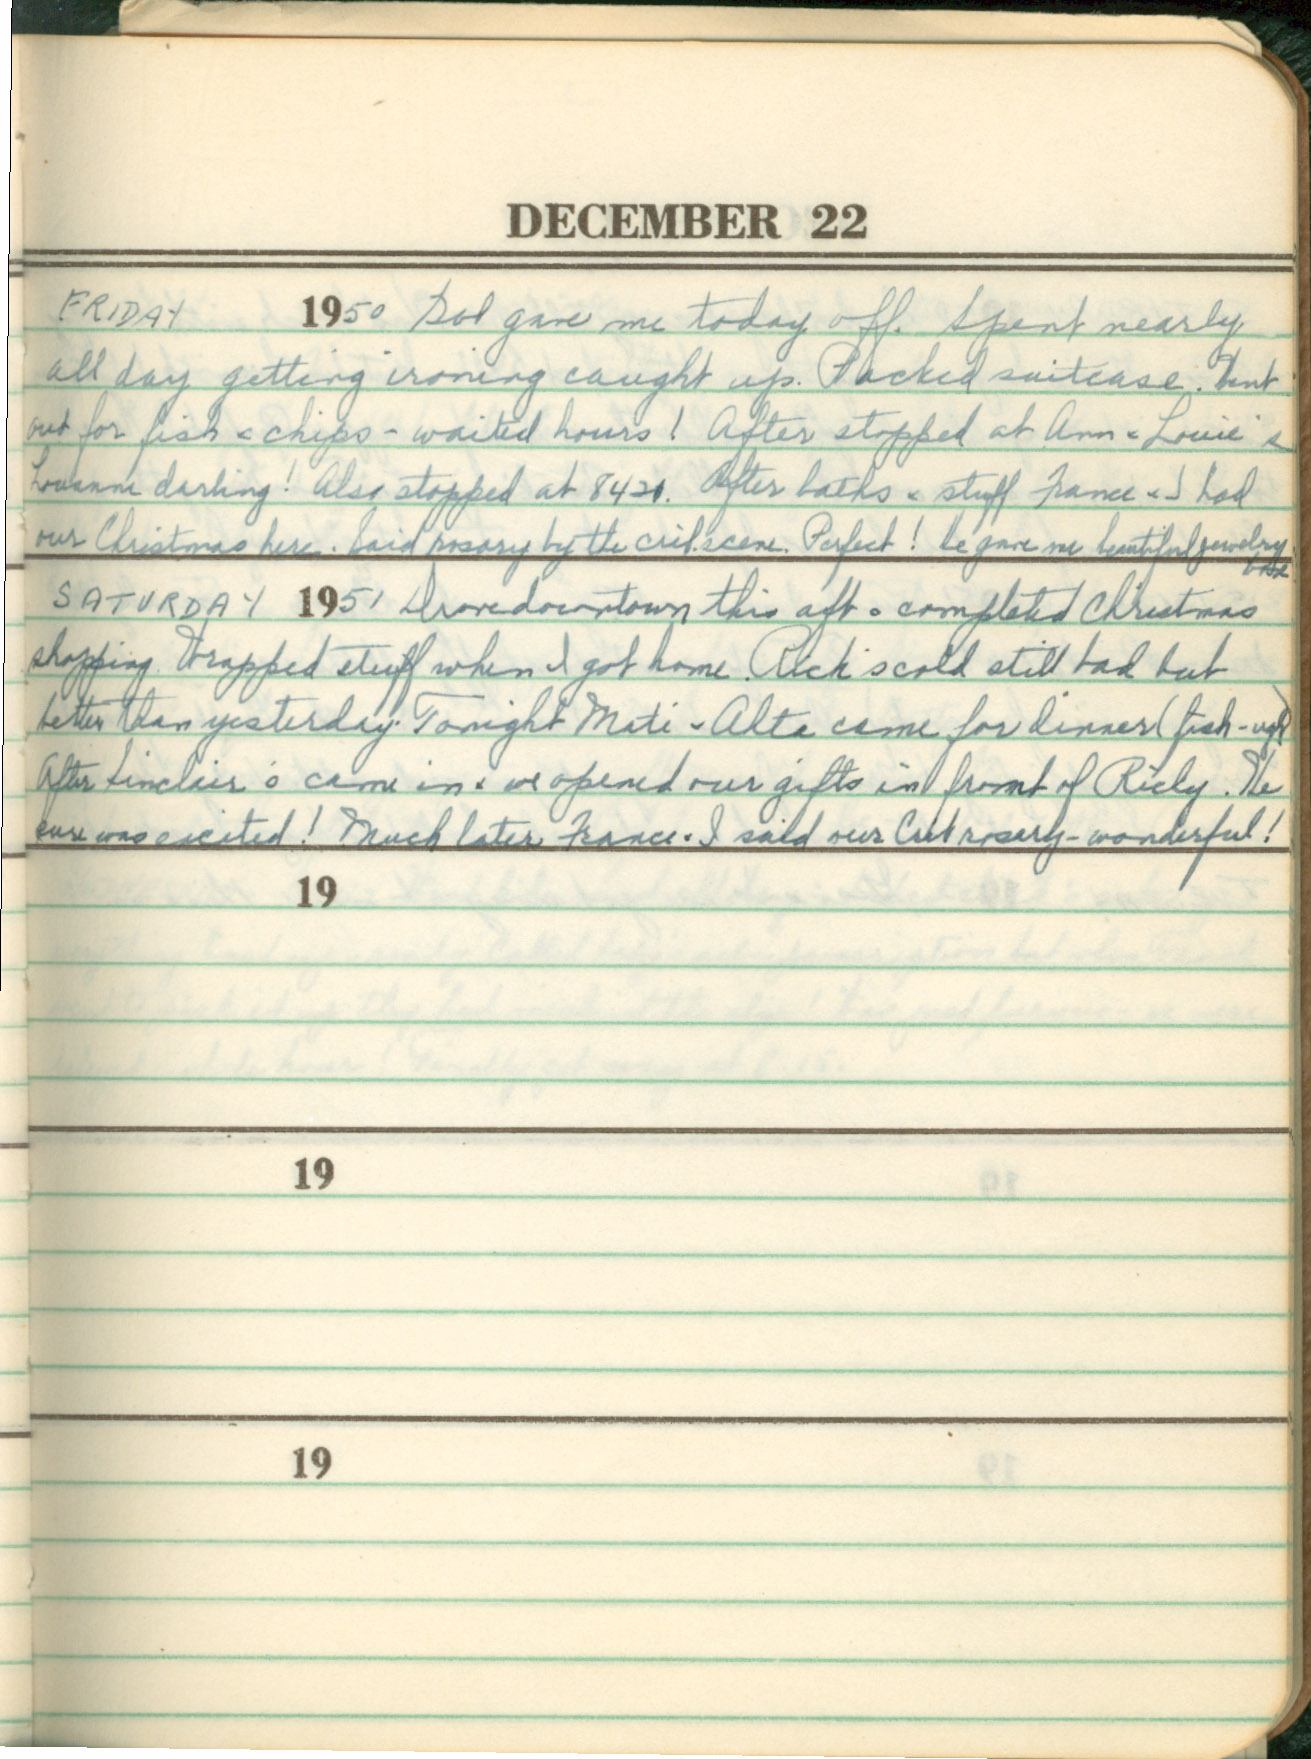 DECEMBER 22
FRIDAY 1950 Bob gave me today off. Spent nearly
all day getting ironing caught up. Packed suitcase. Went
out for fish & chips - waited hours! After stopped at Ann & Louie's
Louanne darling! Also stopped at 8421. After baths & stuff France & I had
our Christmas here. Said rosary by the crib scene. Perfect! He gave me beautiful jewelry
box
SATURDAY 1951 Drove downtown this aft & completed Christmas
shopping. Wrapped stuff when I got home. Rick's cold still bad but
better than yesterday. Tonight Mati & Alta came for dinner (fish - ugh)
After Sinclair's came in & we opened our gifts in front of Ricky. He
sure was excited! Much later France & I said our Crib rosary - wonderful!
19
19
19